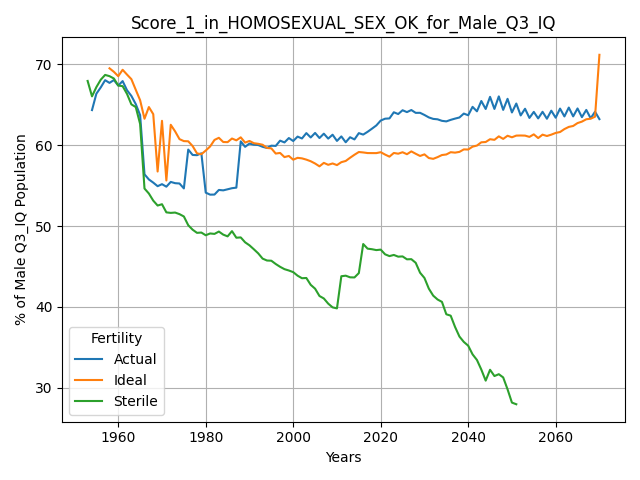 Score_1_in_HOMOSEXUAL_SEX_OK_for_Male_Q3_IQ
% of Male Q3_IQ Population
70
60
50
40
30
Fertility
Actual
Ideal
Sterile
1960
1980
2000
2020
2040
2060
Years